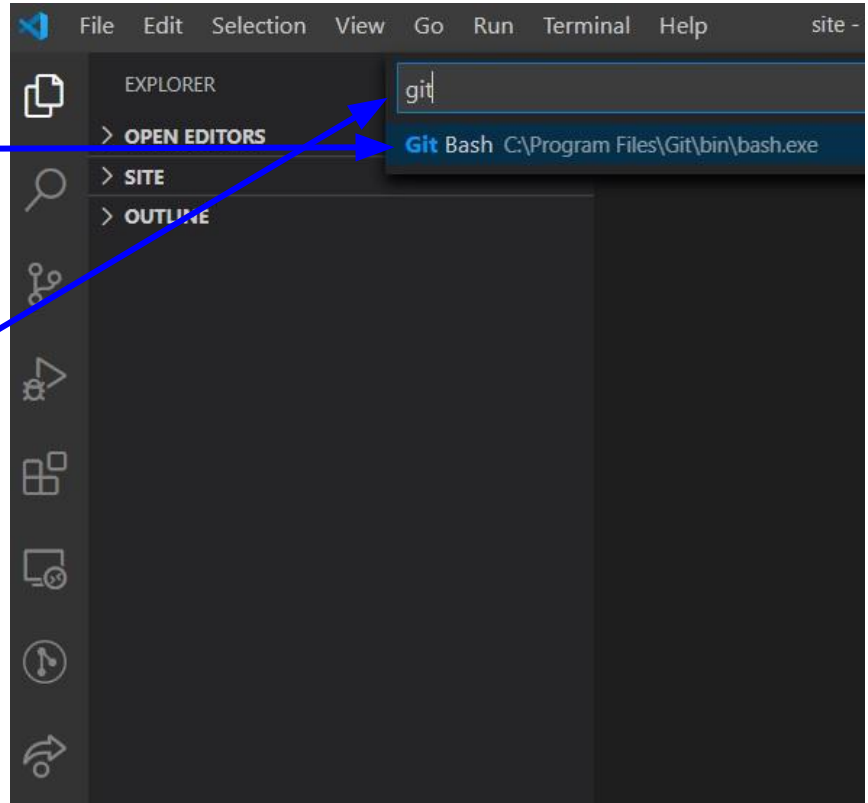 File Edit Selection View Go Run Terminal Help site -
EXPLORER
git
OPEN EDITORS
Git Bash C:\Program Files\Git\bin\bash.exe
SITE
OUTLINE